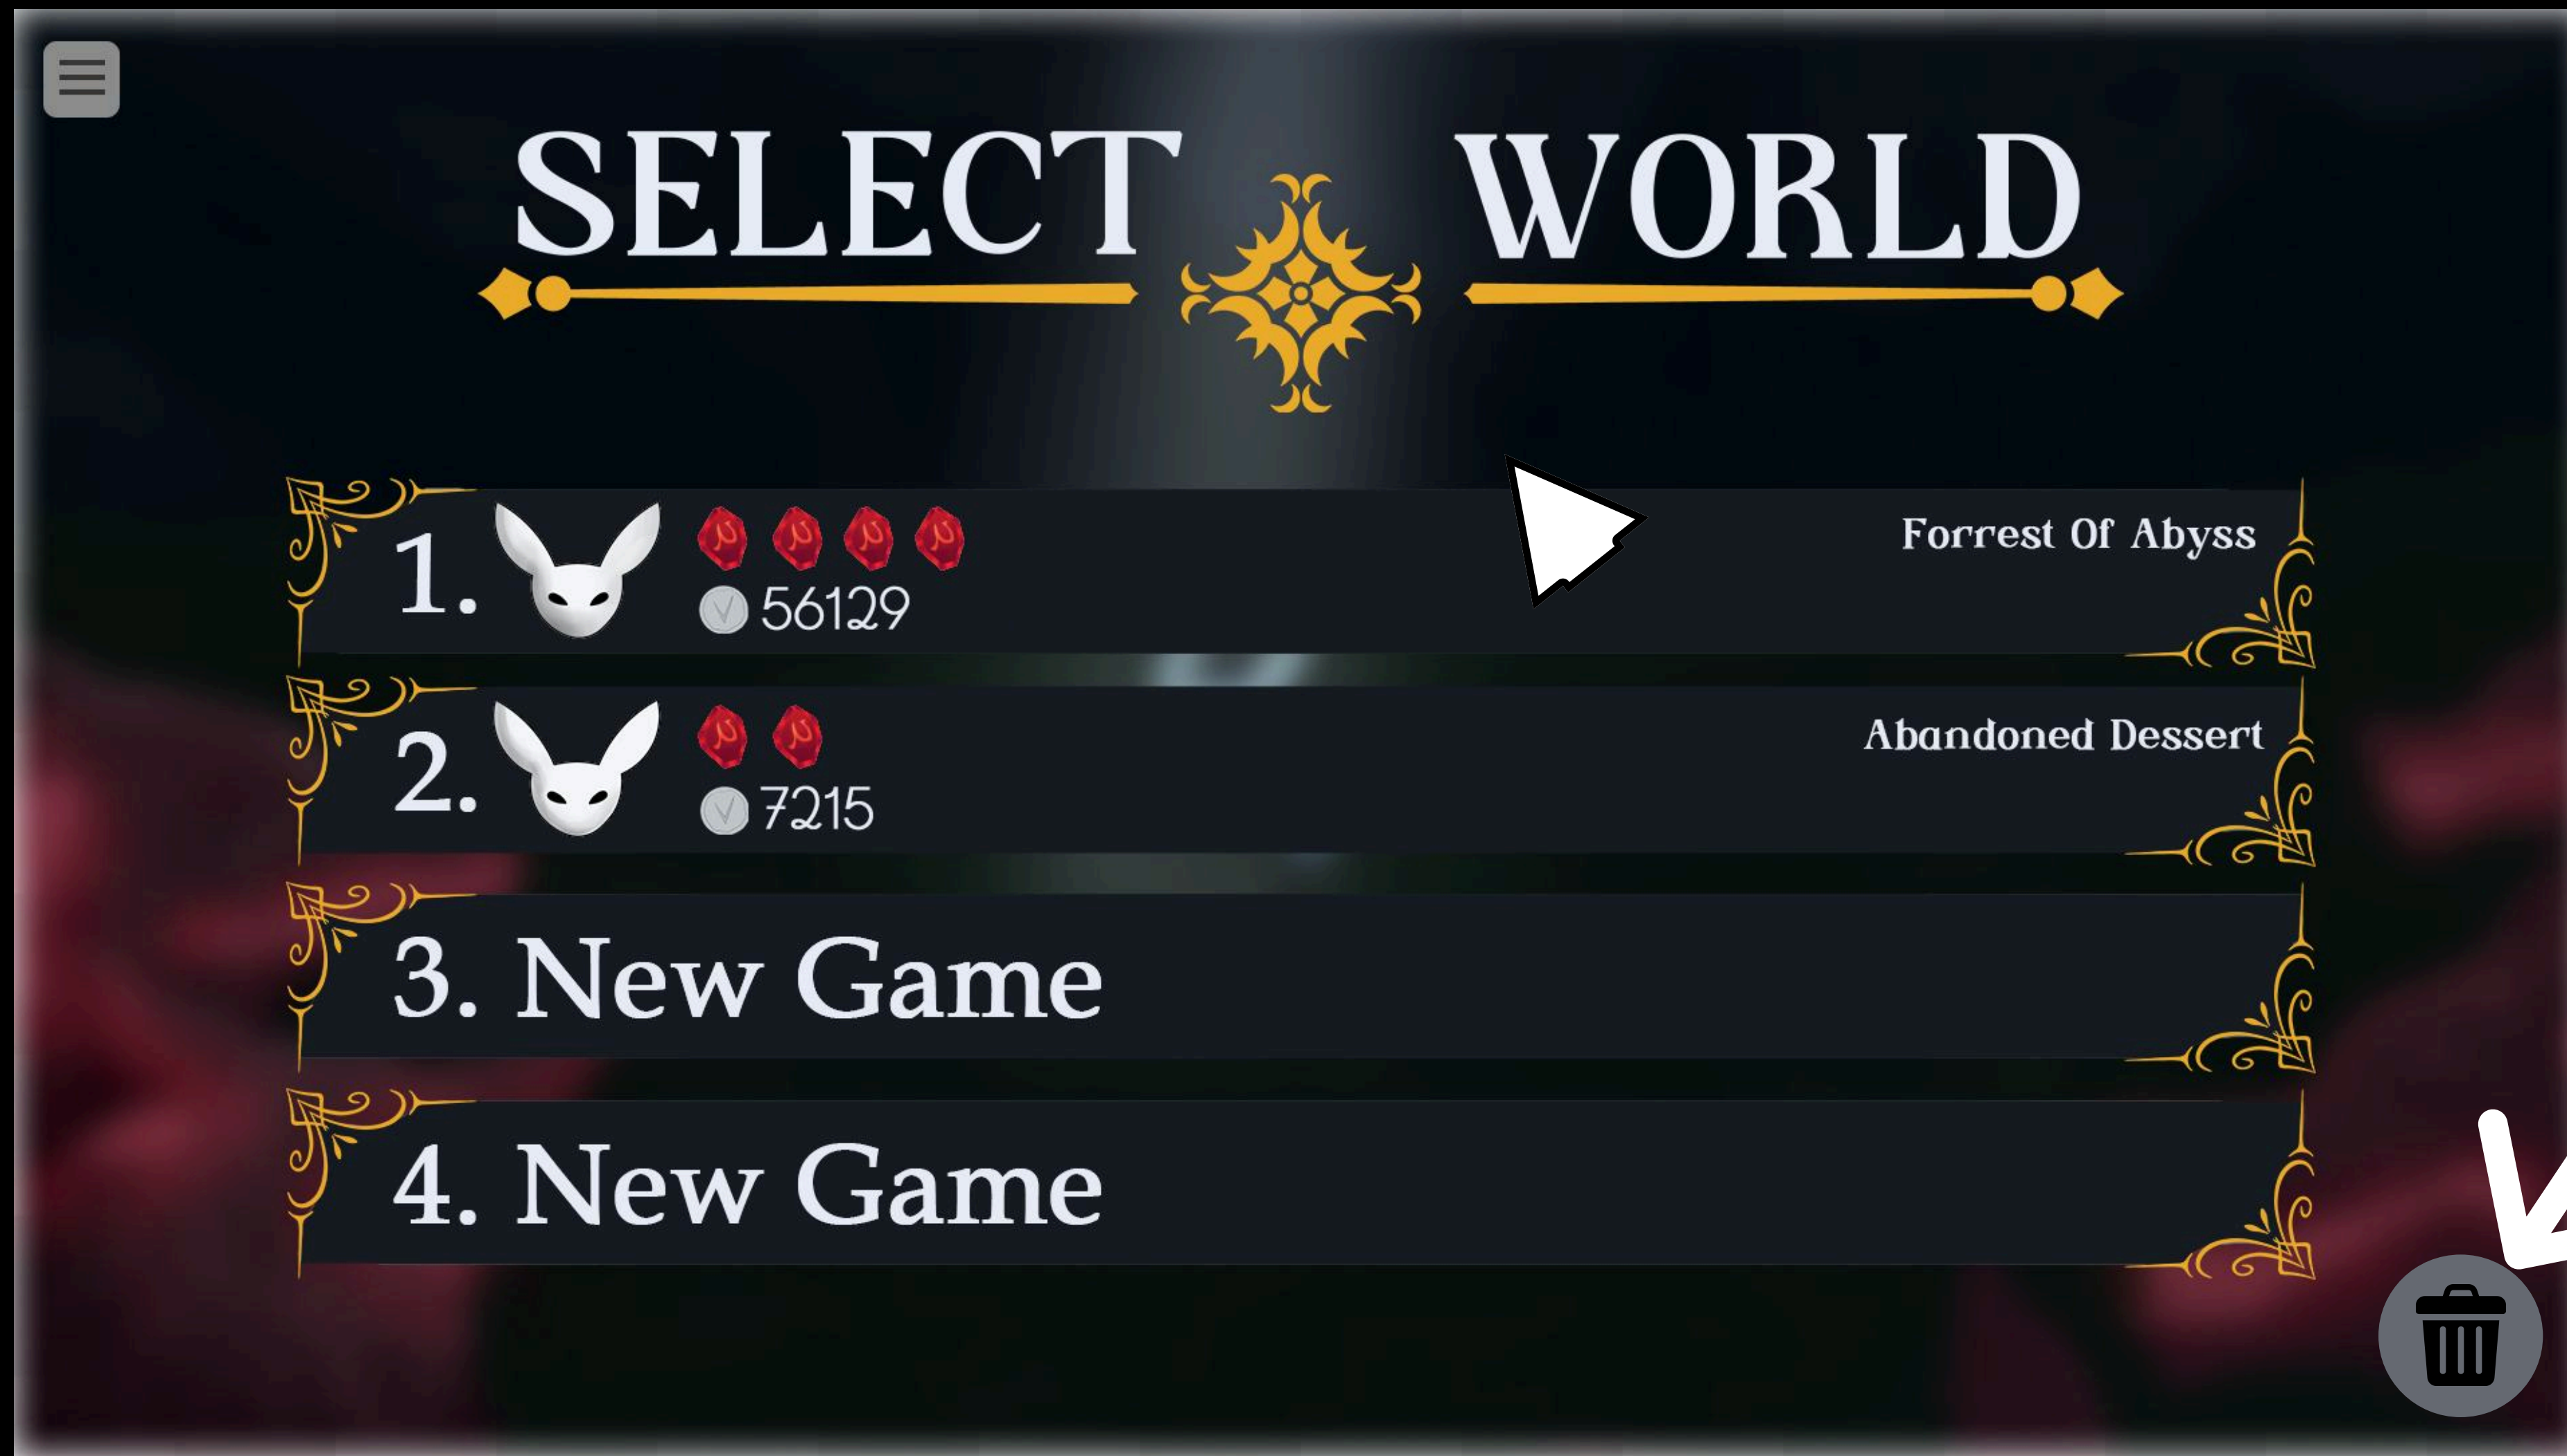 SELECT WORLD
1. 56129 Forrest Of Abyss
2. 7215 Abandoned Dessert
3. New Game
4. New Game